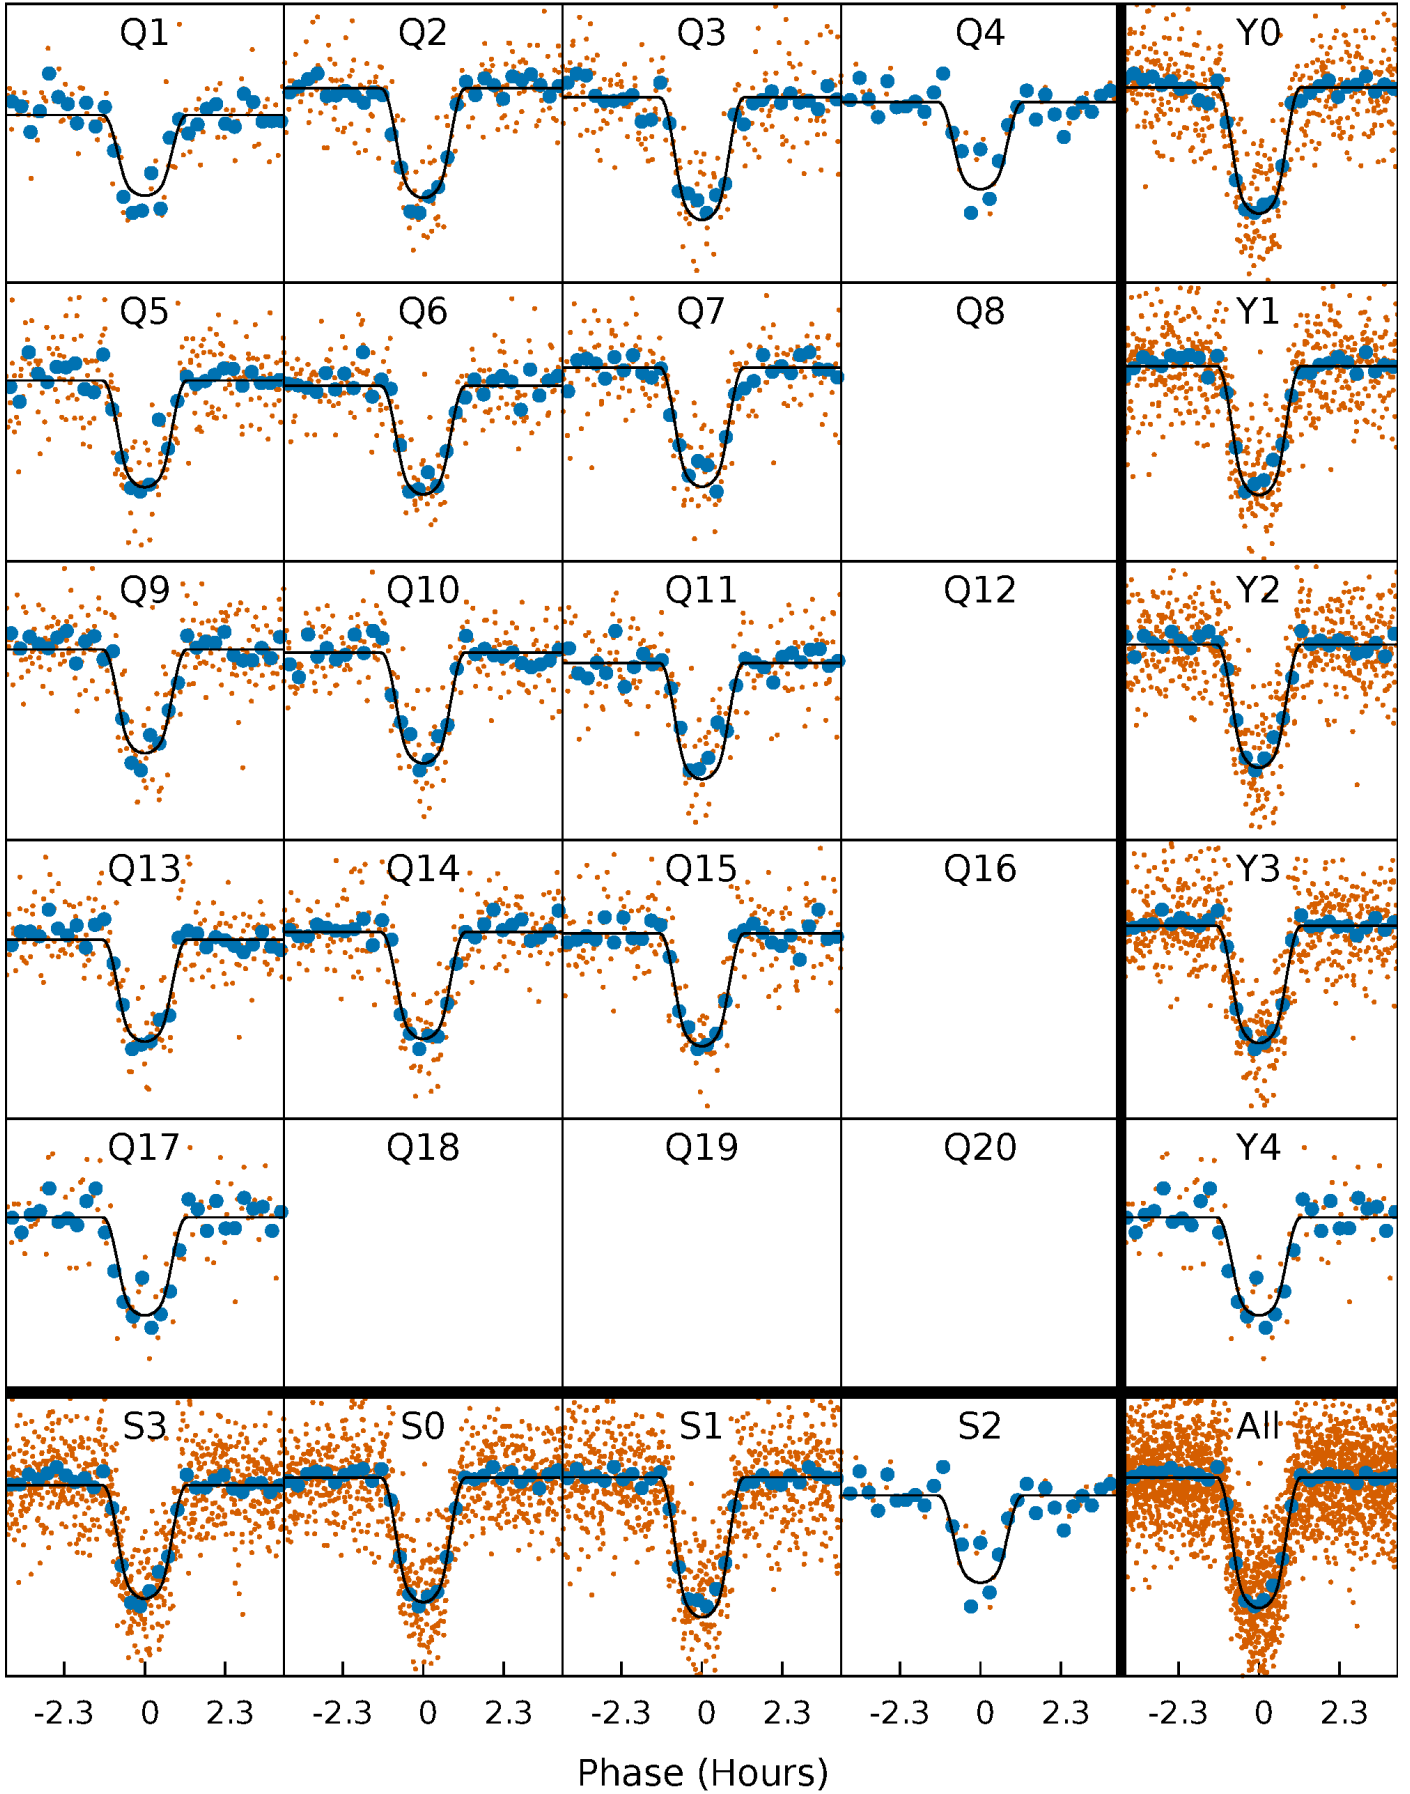 Q1 Q2 Q3 Q4 Y0
Q5 Q6 Q7 Q8 Y1
Q9 Q10 Q11 Q12 Y2
Q13 Q14 Q15 Q16 Y3
Q17 Q18 Q19 Q20 Y4
S3 S0 S1 S2 All
-2.3 0 2.3 -2.3 0 2.3 -2.3 0 2.3 -2.3 0 2.3 -2.3 0 2.3
Phase (Hours)